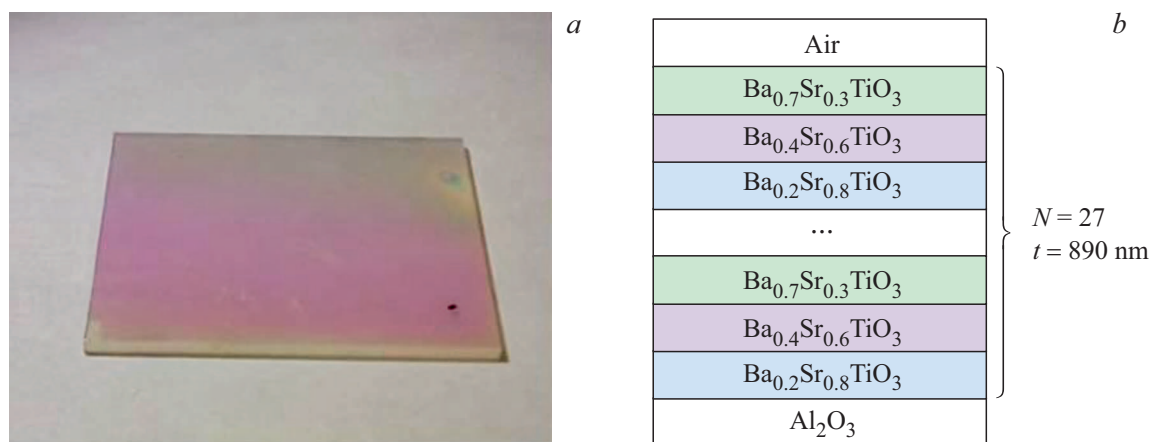 a
b
Air
Ba0.7Sr0.3TiO3
Ba0.4Sr0.6TiO3
Ba0.2Sr0.8TiO3
...
Ba0.7Sr0.3TiO3
Ba0.4Sr0.6TiO3
Ba0.2Sr0.8TiO3
Al2O3
N = 27
t = 890 nm